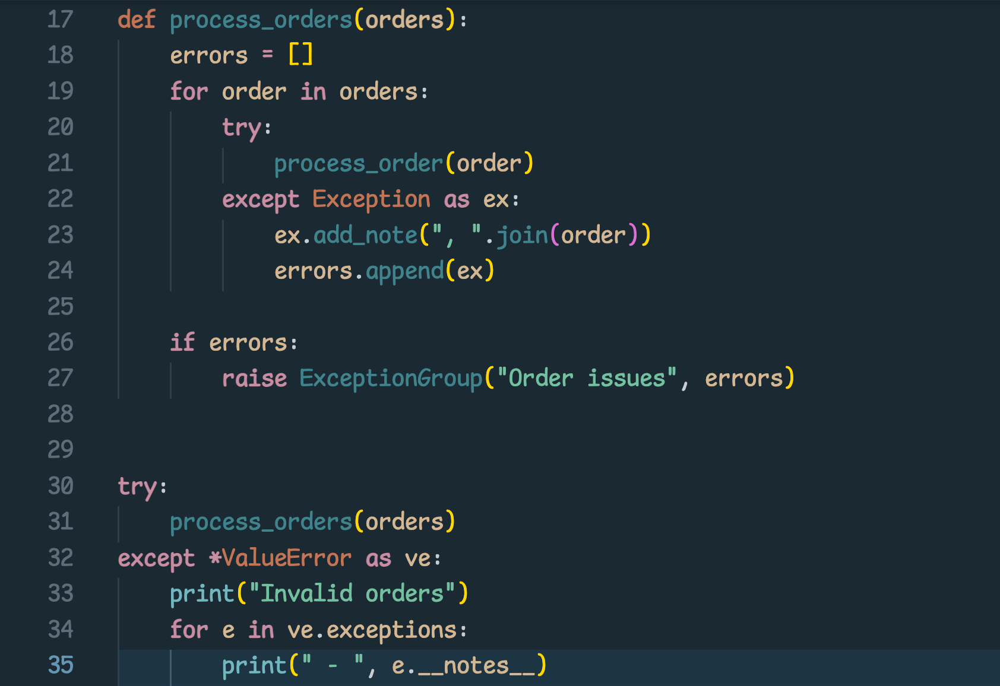 17 def process_orders(orders):
18     errors = []
19     for order in orders:
20         try:
21             process_order(order)
22         except Exception as ex:
23             ex.add_note(", ".join(order))
24             errors.append(ex)
25
26     if errors:
27         raise ExceptionGroup("Order issues", errors)
28
29
30 try:
31     process_orders(orders)
32 except *ValueError as ve:
33     print("Invalid orders")
34     for e in ve.exceptions:
35         print(" - ", e.__notes__)